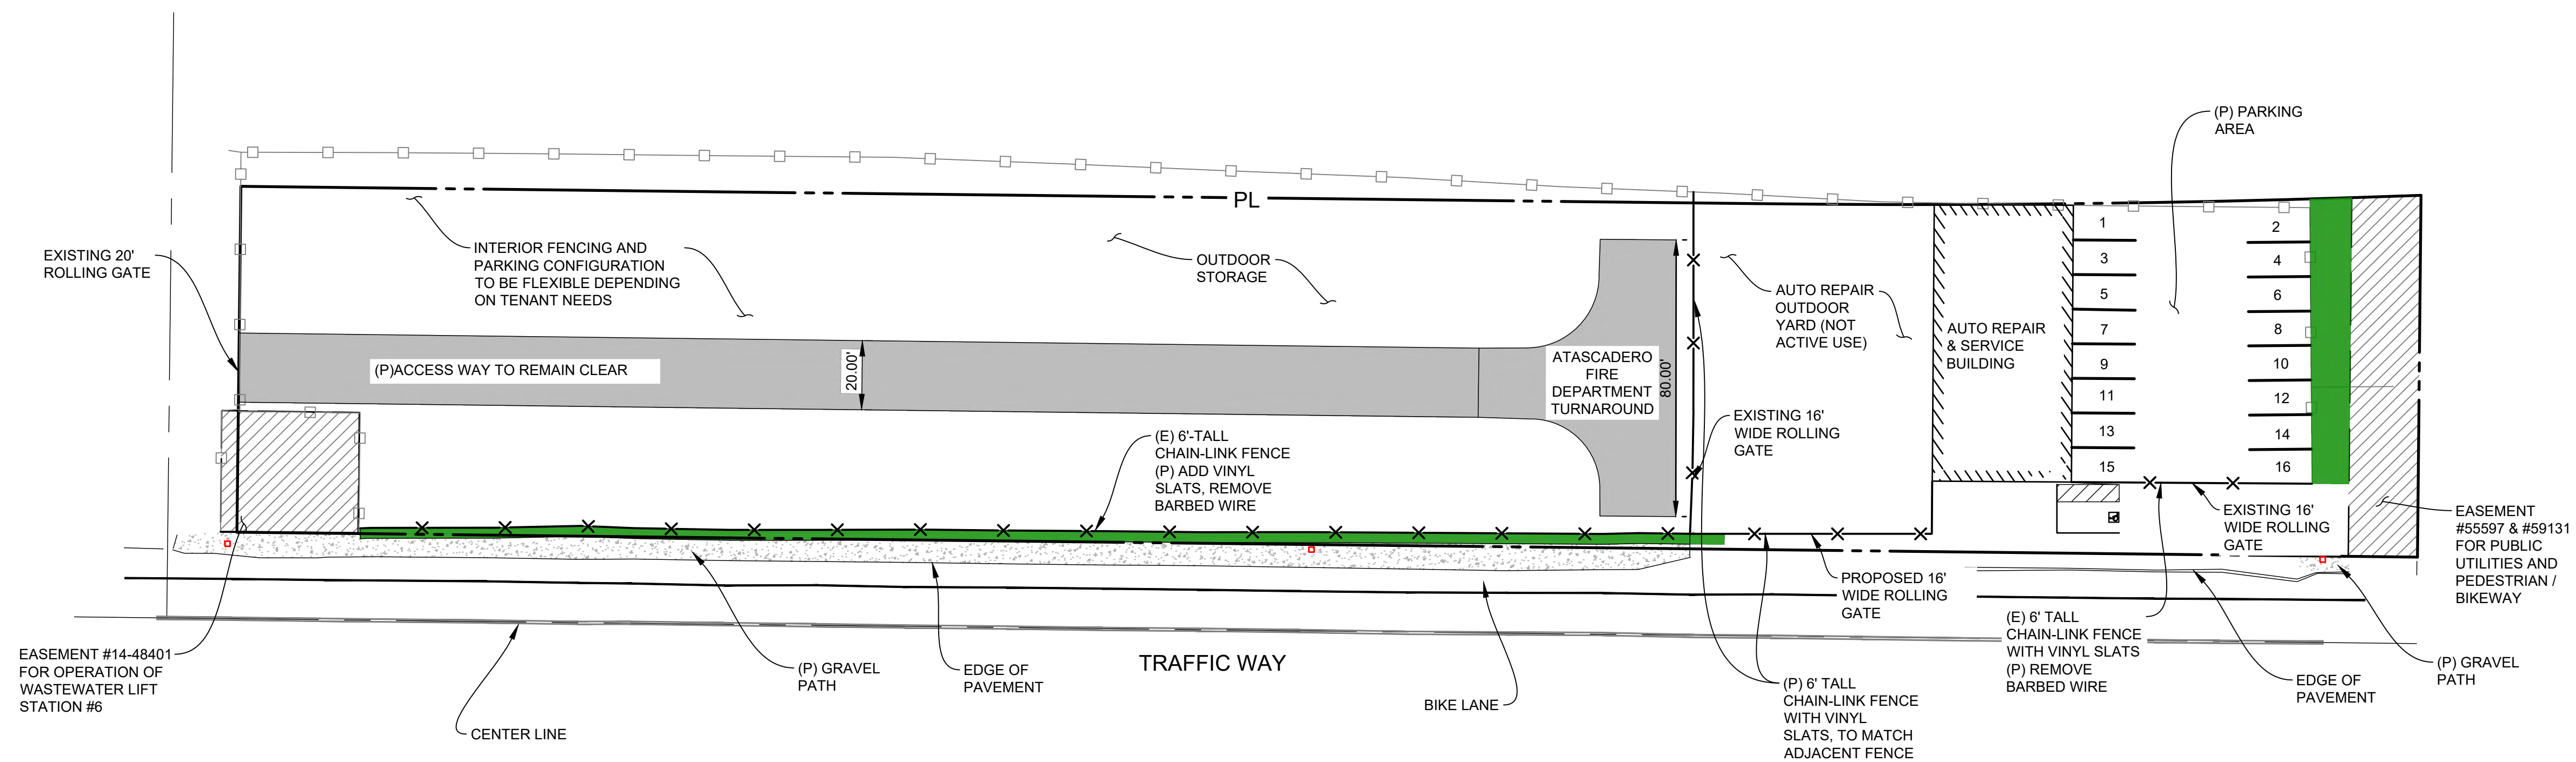 (P) PARKING
AREA
PL
EXISTING 20'
ROLLING GATE
INTERIOR FENCING AND
PARKING CONFIGURATION
TO BE FLEXIBLE DEPENDING
ON TENANT NEEDS
OUTDOOR
STORAGE
AUTO REPAIR
OUTDOOR
YARD (NOT
ACTIVE USE)
AUTO REPAIR
& SERVICE
BUILDING
1
2
3
4
5
6
7
8
9
10
11
12
13
14
15
16
(P)ACCESS WAY TO REMAIN CLEAR
20.00'
ATASCADERO
FIRE
DEPARTMENT
TURNAROUND
80.00'
EXISTING 16'
WIDE ROLLING
GATE
(E) 6'-TALL
CHAIN-LINK FENCE
(P) ADD VINYL
SLATS, REMOVE
BARBED WIRE
EXISTING 16'
WIDE ROLLING
GATE
EASEMENT
#55597 & #59131
FOR PUBLIC
UTILITIES AND
PEDESTRIAN /
BIKEWAY
PROPOSED 16'
WIDE ROLLING
GATE
(E) 6' TALL
CHAIN-LINK FENCE
WITH VINYL SLATS
(P) REMOVE
BARBED WIRE
EASEMENT #14-48401
FOR OPERATION OF
WASTEWATER LIFT
STATION #6
CENTER LINE
(P) GRAVEL
PATH
EDGE OF
PAVEMENT
TRAFFIC WAY
BIKE LANE
(P) 6' TALL
CHAIN-LINK FENCE
WITH VINYL
SLATS, TO MATCH
ADJACENT FENCE
EDGE OF
PAVEMENT
(P) GRAVEL
PATH